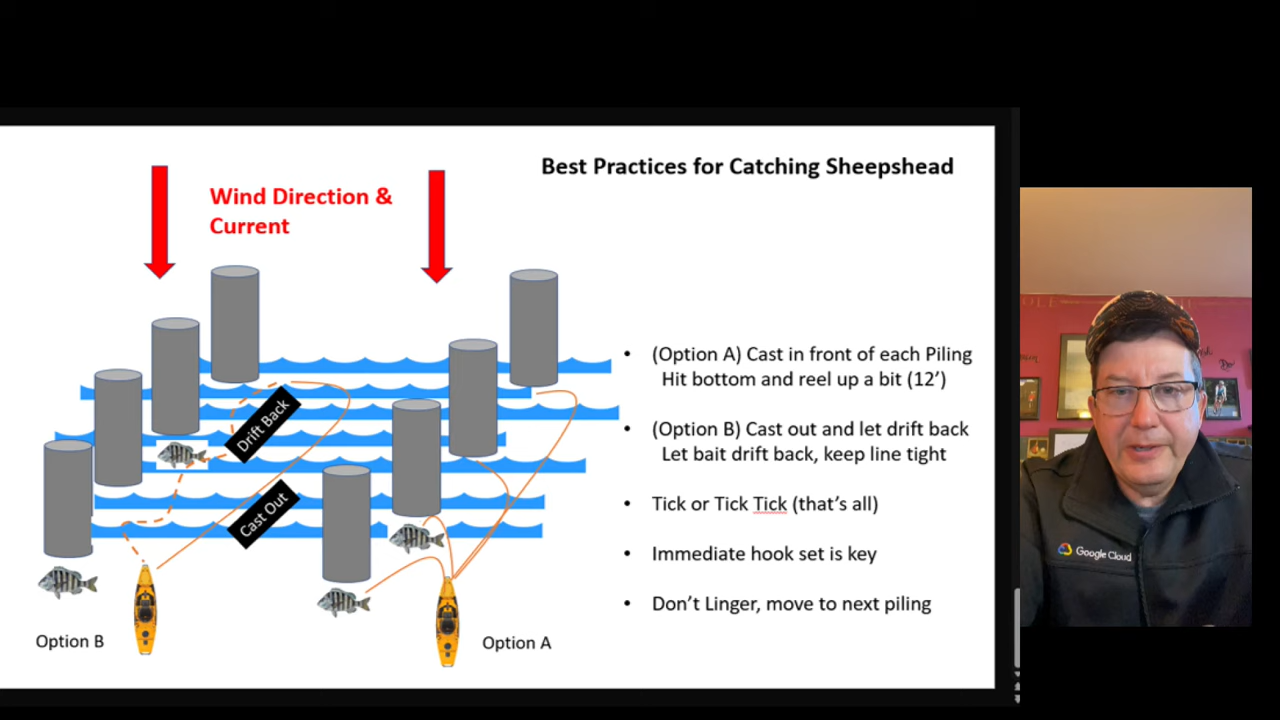 Best Practices for Catching Sheepshead
Wind Direction &
Current
• (Option A) Cast in front of each Piling
Hit bottom and reel up a bit (12’)
• (Option B) Cast out and let drift back
Let bait drift back, keep line tight
• Tick or Tick Tick (that’s all)
• Immediate hook set is key
• Don’t Linger, move to next piling
Drift Back
Cast Out
Option B
Option A
Google Cloud